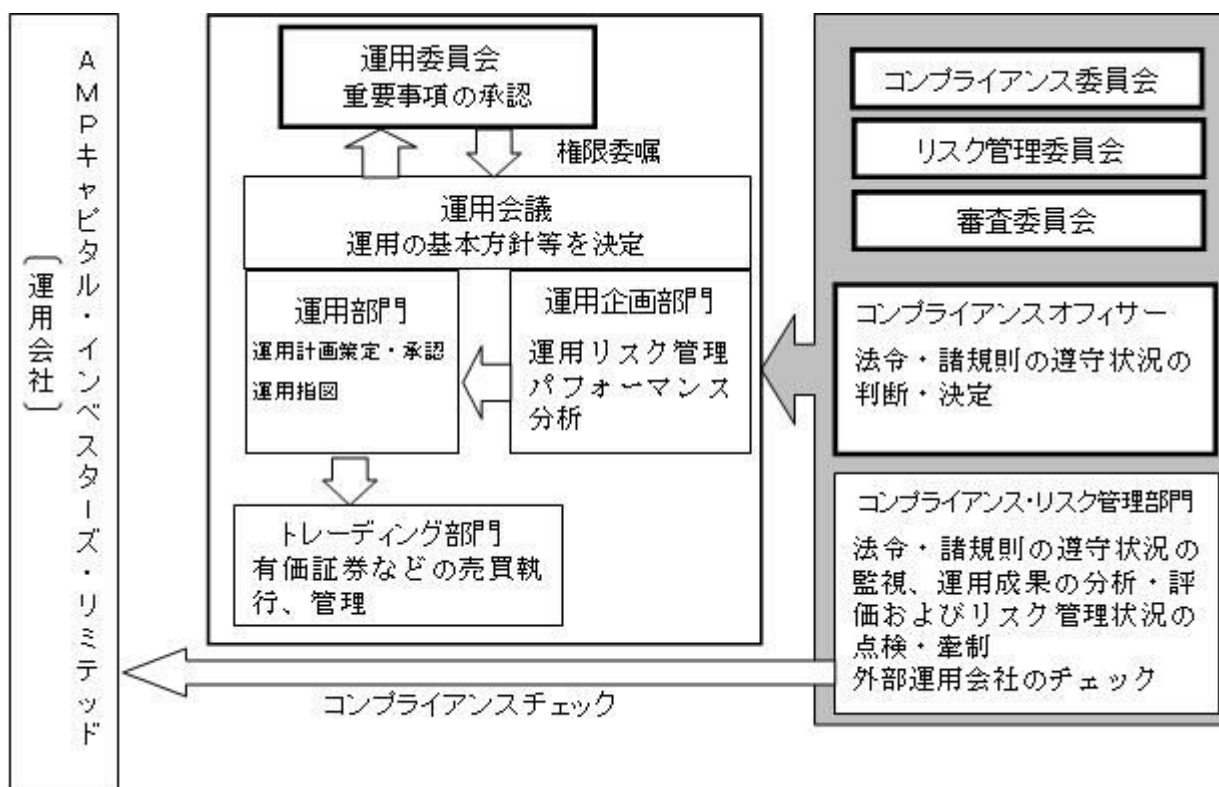 AMPキャピタル・インベスターズ・リミテッド
〔運用会社〕
運用委員会
重要事項の承認
権限委嘱
運用会議
運用の基本方針等を決定
運用部門
運用計画策定・承認
運用指図
運用企画部門
運用リスク管理
パフォーマンス
分析
トレーディング部門
有価証券などの売買執
行、管理
コンプライアンス委員会
リスク管理委員会
審査委員会
コンプライアンスオフィサー
法令・諸規則の遵守状況の
判断・決定
コンプライアンス・リスク管理部門
法令・諸規則の遵守状況の
監視、運用成果の分析・評
価およびリスク管理状況の
点検・牽制
外部運用会社のチェック
コンプライアンスチェック